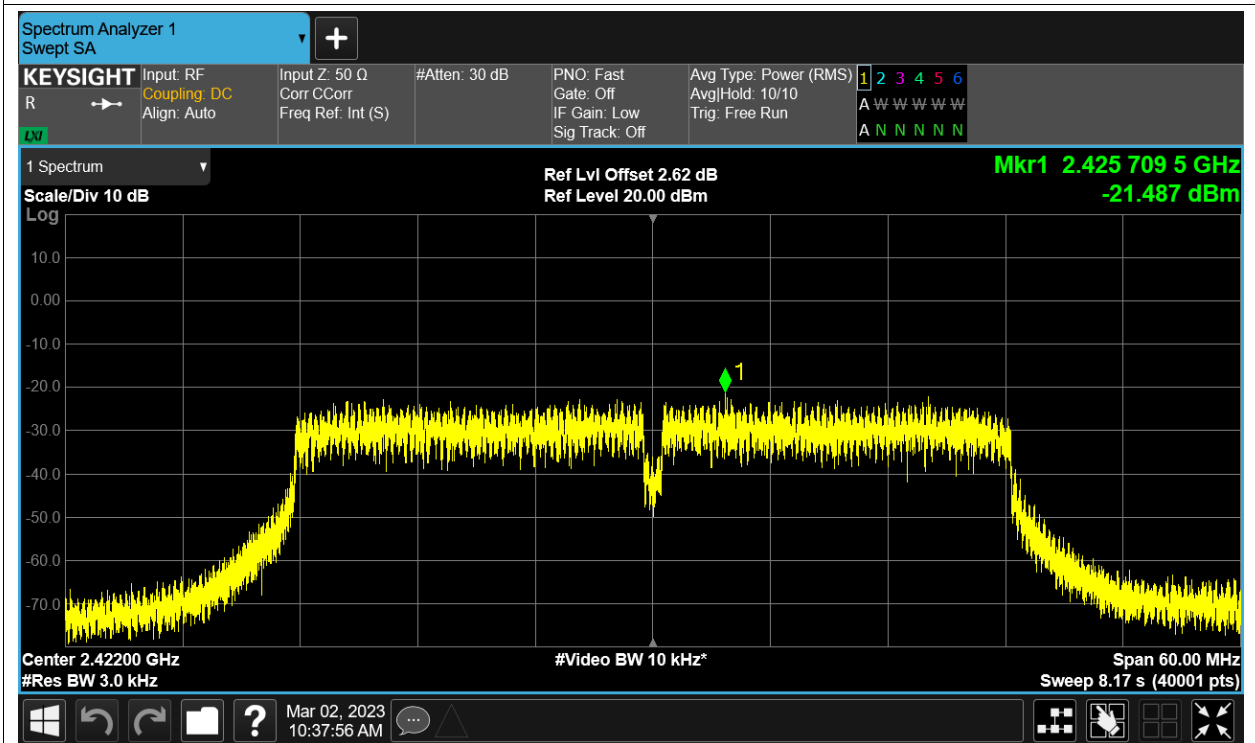 Spectrum Analyzer 1
Swept SA
KEYSIGHT
R
LXI
Input: RF
Coupling: DC
Align: Auto
Input Z: 50 Ω
Corr CCorr
Freq Ref: Int (S)
#Atten: 30 dB
PNO: Fast
Gate: Off
IF Gain: Low
Sig Track: Off
Avg Type: Power (RMS)
Avg|Hold: 10/10
Trig: Free Run
1 2 3 4 5 6
A W W W W W
A N N N N N
1 Spectrum
Scale/Div 10 dB
Log
Ref Lvl Offset 2.62 dB
Ref Level 20.00 dBm
Mkr1 2.425 709 5 GHz
-21.487 dBm
10.0
0.00
-10.0
-20.0
-30.0
-40.0
-50.0
-60.0
-70.0
1
Center 2.42200 GHz
#Res BW 3.0 kHz
#Video BW 10 kHz*
Span 60.00 MHz
Sweep 8.17 s (40001 pts)
?
Mar 02, 2023
10:37:56 AM